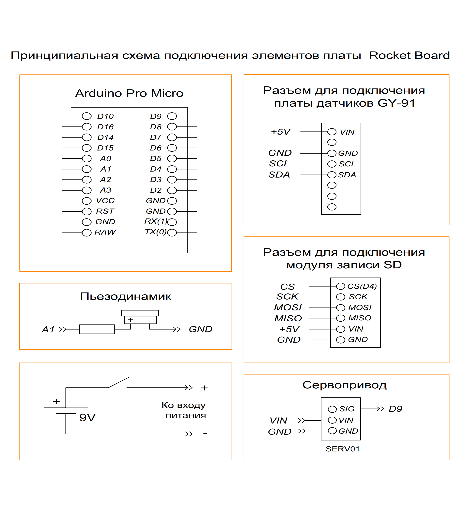 Принципиальная схема подключения элементов платы Rocket Board
Arduino Pro Micro
D10 D9
D16 D8
D14 D7
D15 D6
A0 D5
A1 D4
A2 D3
A3 D2
VCC GND
RST GND
GND RX(1)
RAW TX(0)
Пьезодинамик
A1 >> + >> GND
+
9V
>> +
Ко входу
питания
>> -
Разъем для подключения
платы датчиков GY-91
+5V VIN
GND GND
SCL SCL
SDA SDA
Разъем для подключения
модуля записи SD
CS CS(D4)
SCK SCK
MOSI MOSI
MISO MISO
+5V VIN
GND GND
Сервопривод
SIG >> D9
VIN >> VIN
GND >> GND
SERV01